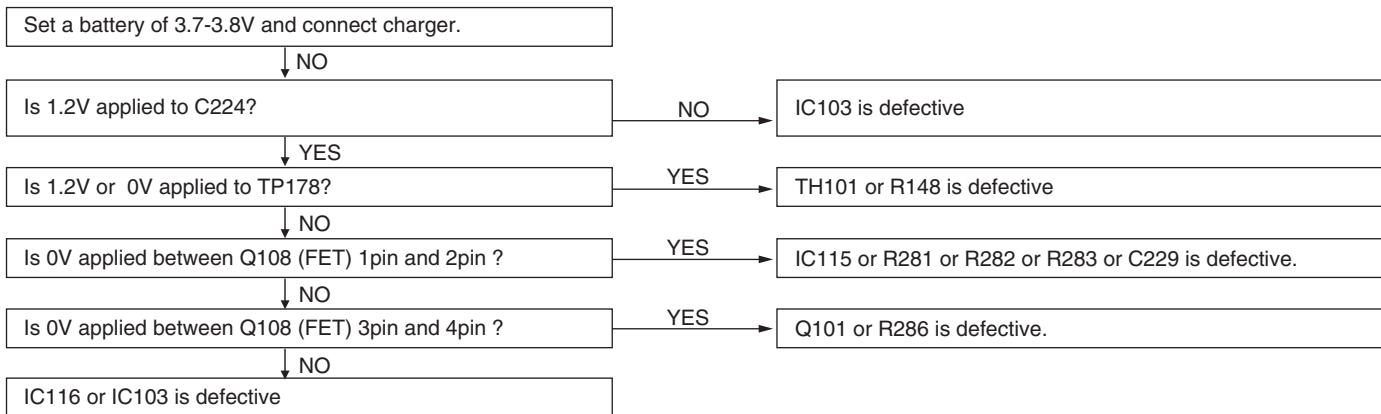 Set a battery of 3.7-3.8V and connect charger.
NO
Is 1.2V applied to C224?
NO
IC103 is defective
YES
Is 1.2V or 0V applied to TP178?
YES
TH101 or R148 is defective
NO
Is 0V applied between Q108 (FET) 1pin and 2pin ?
YES
IC115 or R281 or R282 or R283 or C229 is defective.
NO
Is 0V applied between Q108 (FET) 3pin and 4pin ?
YES
Q101 or R286 is defective.
NO
IC116 or IC103 is defective